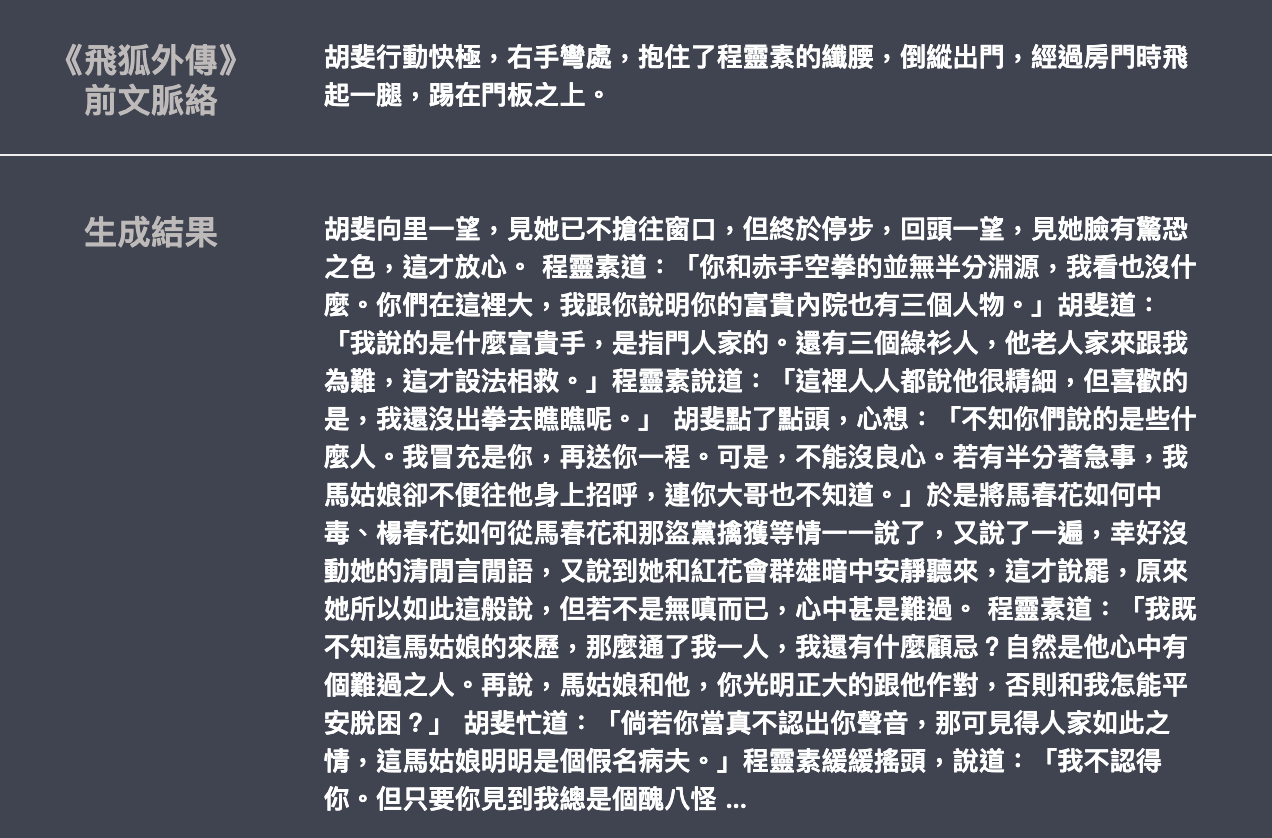 《飛狐外傳》
前文脈絡
胡斐行動快極，右手彎處，抱住了程靈素的纖腰，倒縱出門，經過房門時飛
起一腿，踢在門板之上。
生成結果
胡斐向里一望，見她已不搶往窗口，但終於停步，回頭一望，見她臉有驚恐
之色，這才放心。 程靈素道：「你和赤手空拳的並無半分淵源，我看也沒什
麼。你們在這裡大，我跟你說明你的富貴內院也有三個人物。」胡斐道：
「我說的是什麼富貴手，是指門人家的。還有三個綠衫人，他老人家來跟我
為難，這才設法相救。」程靈素說道：「這裡人人都說他很精細，但喜歡的
是，我還沒出拳去瞧瞧呢。」 胡斐點了點頭，心想：「不知你們說的是些什
麼人。我冒充是你，再送你一程。可是，不能沒良心。若有半分著急事，我
馬姑娘卻不便往他身上招呼，連你大哥也不知道。」於是將馬春花如何中
毒、楊春花如何從馬春花和那盜黨擒獲等情一一說了，又說了一遍，幸好沒
動她的清閒言閒語，又說到她和紅花會群雄暗中安靜聽來，這才說罷，原來
她所以如此這般說，但若不是無嗔而已，心中甚是難過。 程靈素道：「我既
不知這馬姑娘的來歷，那麼通了我一人，我還有什麼顧忌？自然是他心中有
個難過之人。再說，馬姑娘和他，你光明正大的跟他作對，否則和我怎能平
安脫困？」 胡斐忙道：「倘若你當真不認出你聲音，那可見得人家如此之
情，這馬姑娘明明是個假名病夫。」程靈素緩緩搖頭，說道：「我不認得
你。但只要你見到我總是個醜八怪 ...